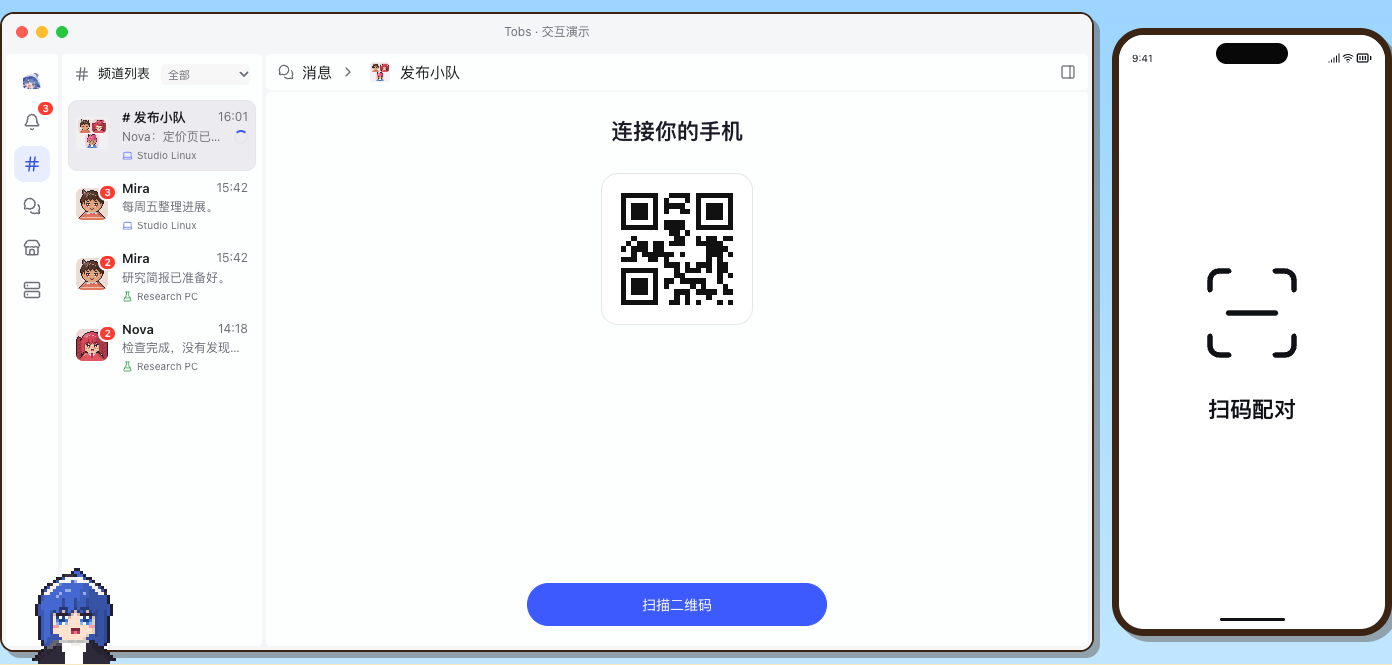 Tobs · 交互演示
3
# 频道列表
全部
# 发布小队
16:01
Nova：定价页已...
Studio Linux
3
Mira
15:42
每周五整理进展。
Studio Linux
2
Mira
15:42
研究简报已准备好。
Research PC
2
Nova
14:18
检查完成，没有发现...
Research PC
消息
发布小队
连接你的手机
扫描二维码
9:41
扫码配对